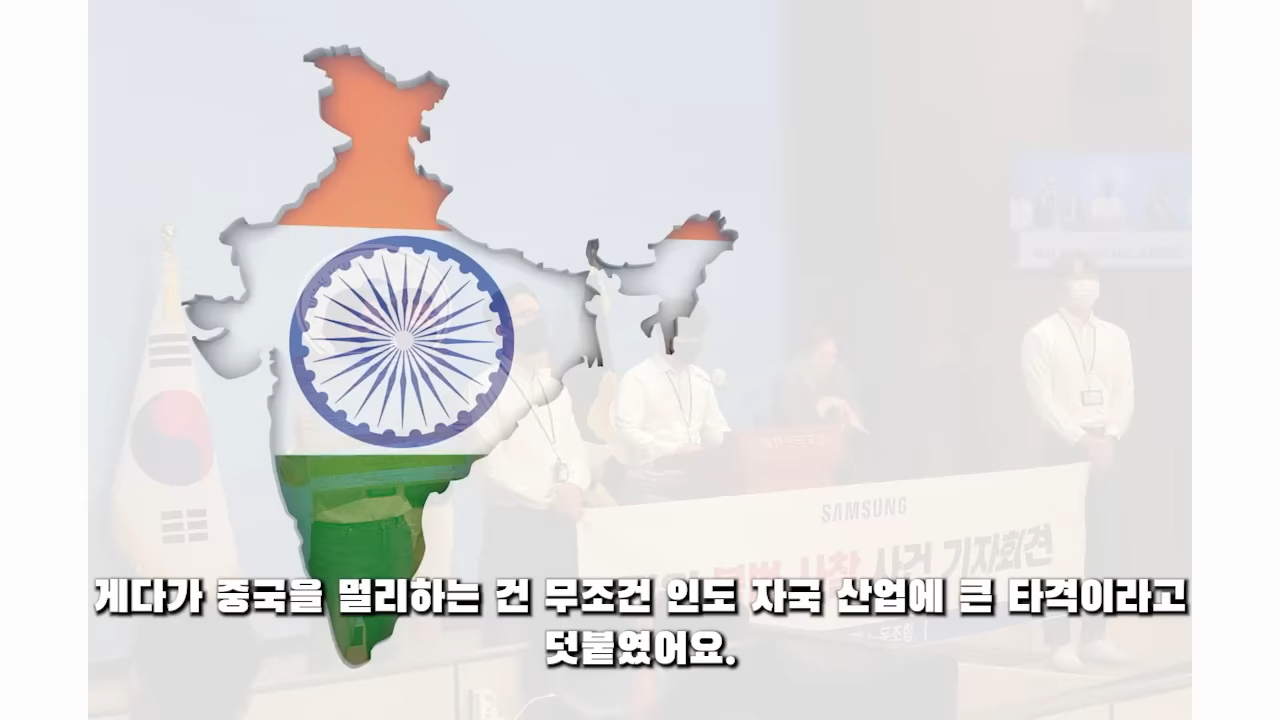 SAMSUNG
사건 기자회견
게다가 중국을 멀리하는 건 무조건 인도 자국 산업에 큰 타격이라고
덧붙였어요.